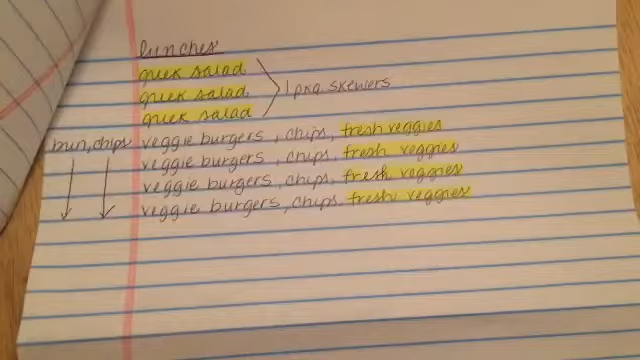 lunches
greek salad
greek salad
greek salad
1 pkg. skewers
bun, chips veggie burgers, chips, fresh veggies
veggie burgers, chips, fresh veggies
veggie burgers, chips, fresh veggies
veggie burgers, chips, fresh veggies